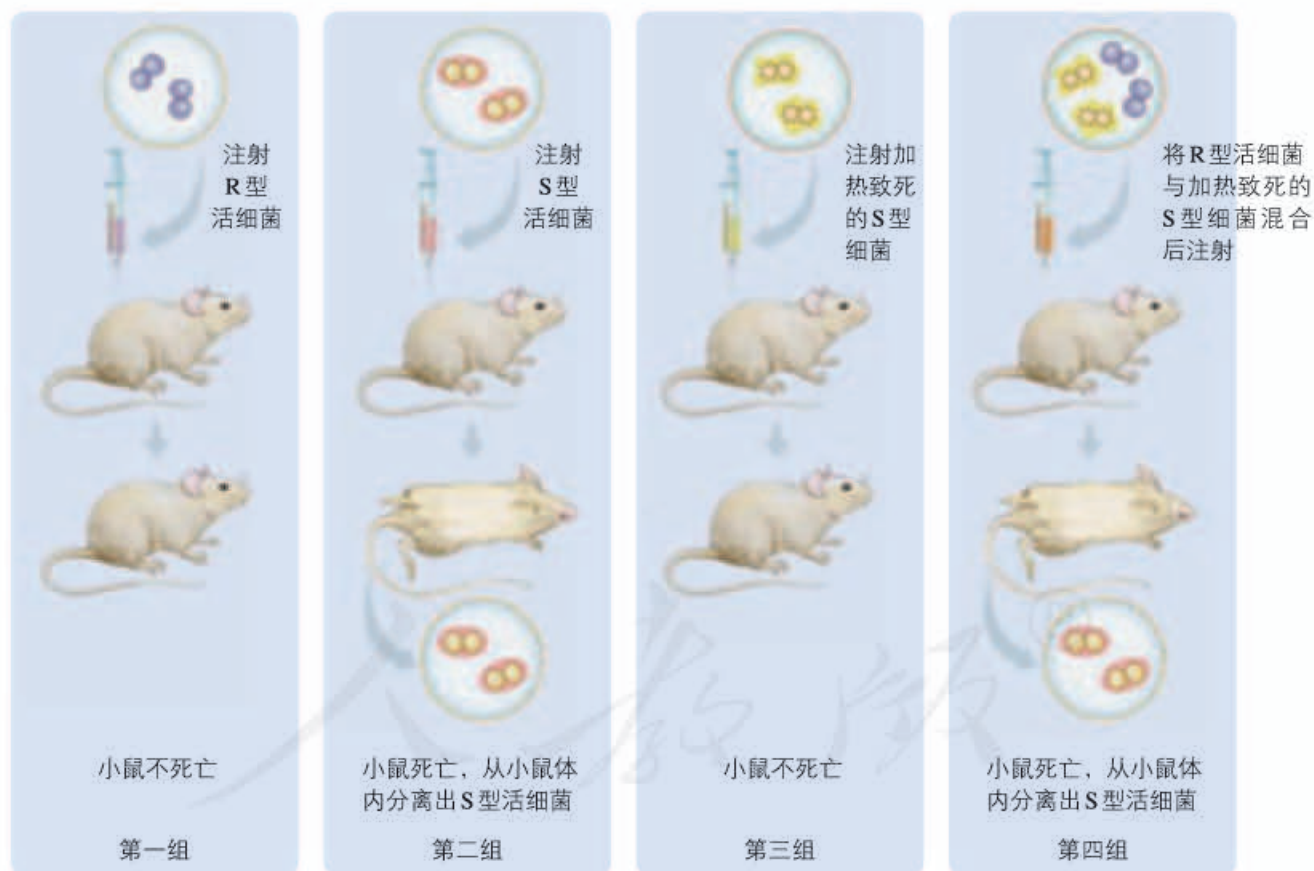 注射
R型
活细菌
小鼠不死亡
第一组
注射
S型
活细菌
小鼠死亡，从小鼠体
内分离出S型活细菌
第二组
注射加
热致死
的S型
细菌
小鼠不死亡
第三组
将R型活细菌
与加热致死的
S型细菌混合
后注射
小鼠死亡，从小鼠体
内分离出S型活细菌
第四组
人教版